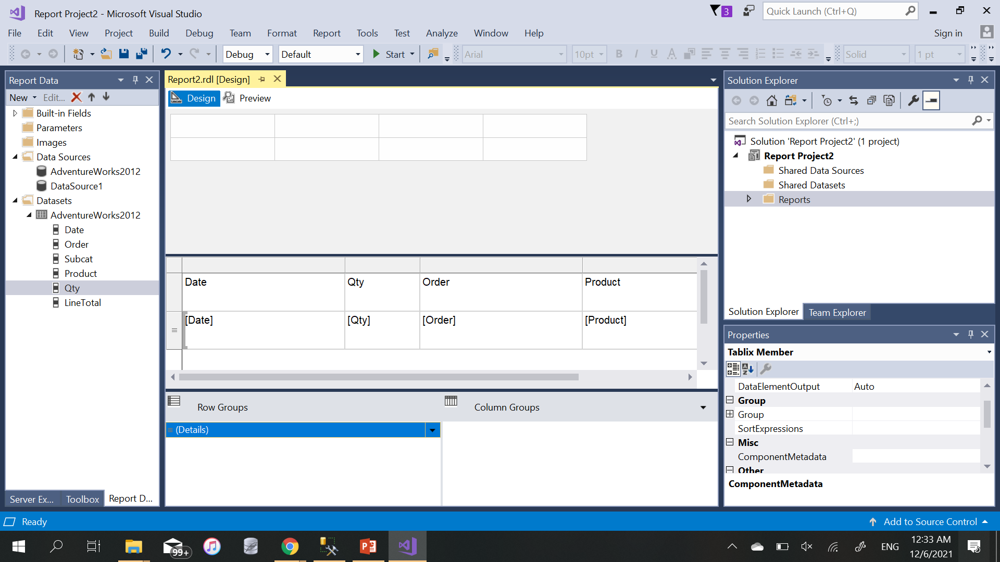 Report Project2 - Microsoft Visual Studio
3
Quick Launch (Ctrl+Q)
File Edit View Project Build Debug Team Format Report Tools Test Analyze Window Help
Sign in
Debug Default Start Arial 10pt B I U A Solid 1 pt
Report Data
New Edit...
Built-in Fields
Parameters
Images
Data Sources
AdventureWorks2012
DataSource1
Datasets
AdventureWorks2012
Date
Order
Subcat
Product
Qty
LineTotal
Server Ex... Toolbox Report D...
Report2.rdl [Design]
Design Preview
Date Qty Order Product
[Date] [Qty] [Order] [Product]
Row Groups Column Groups
(Details)
Solution Explorer
Search Solution Explorer (Ctrl+;)
Solution 'Report Project2' (1 project)
Report Project2
Shared Data Sources
Shared Datasets
Reports
Solution Explorer Team Explorer
Properties
Tablix Member
DataElementOutput Auto
Group
Group
SortExpressions
Misc
ComponentMetadata
Other
ComponentMetadata
Ready
Add to Source Control
99+
ENG
12:33 AM
12/6/2021